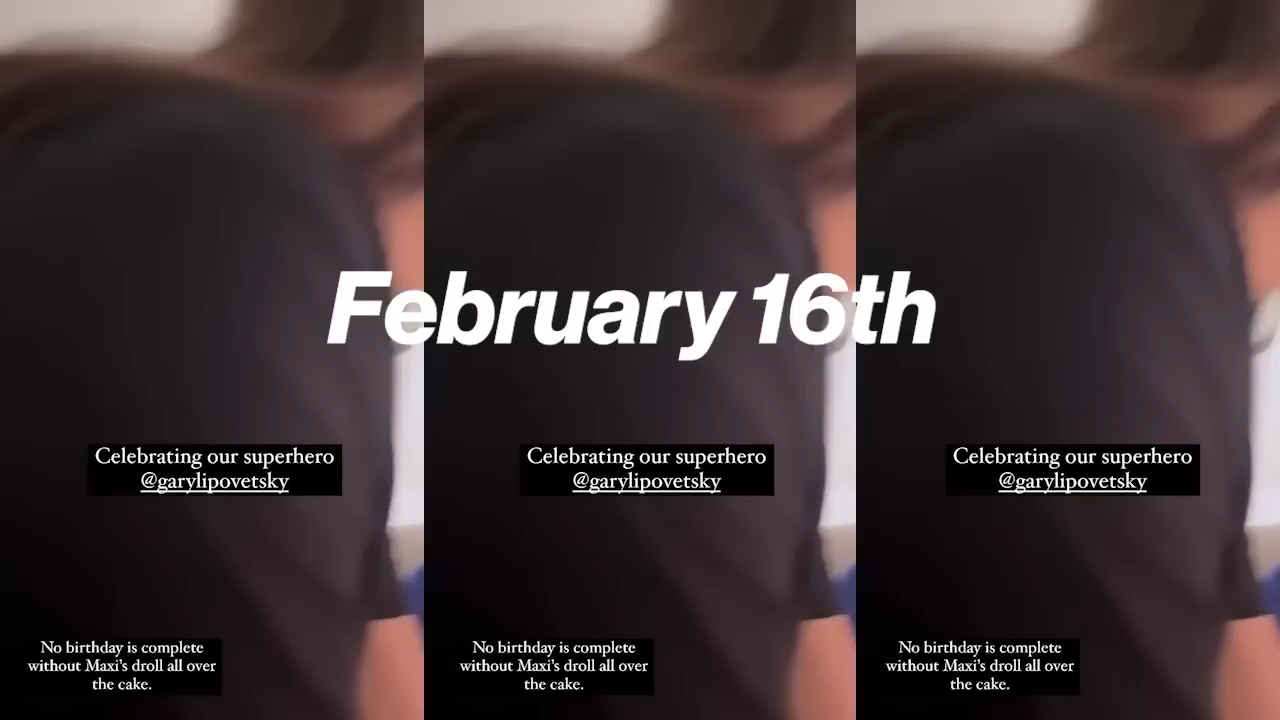 February 16th
Celebrating our superhero
@garylipovetsky
Celebrating our superhero
@garylipovetsky
Celebrating our superhero
@garylipovetsky
No birthday is complete
without Maxi's droll all over
the cake.
No birthday is complete
without Maxi's droll all over
the cake.
No birthday is complete
without Maxi's droll all over
the cake.